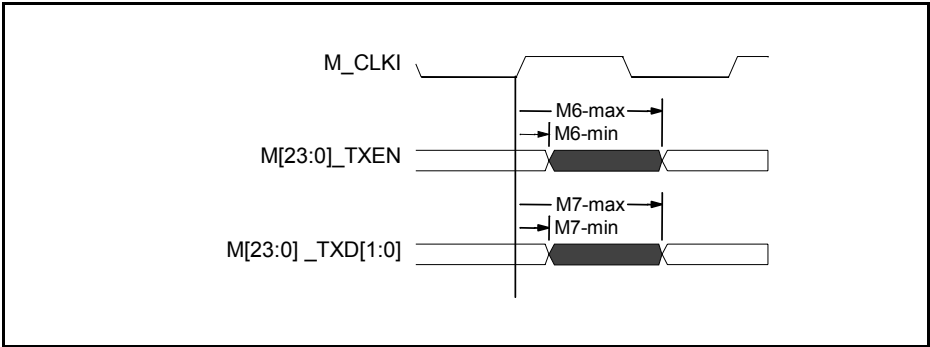 M_CLKI
M6-max
M6-min
M[23:0]_TXEN
M7-max
M7-min
M[23:0] _TXD[1:0]